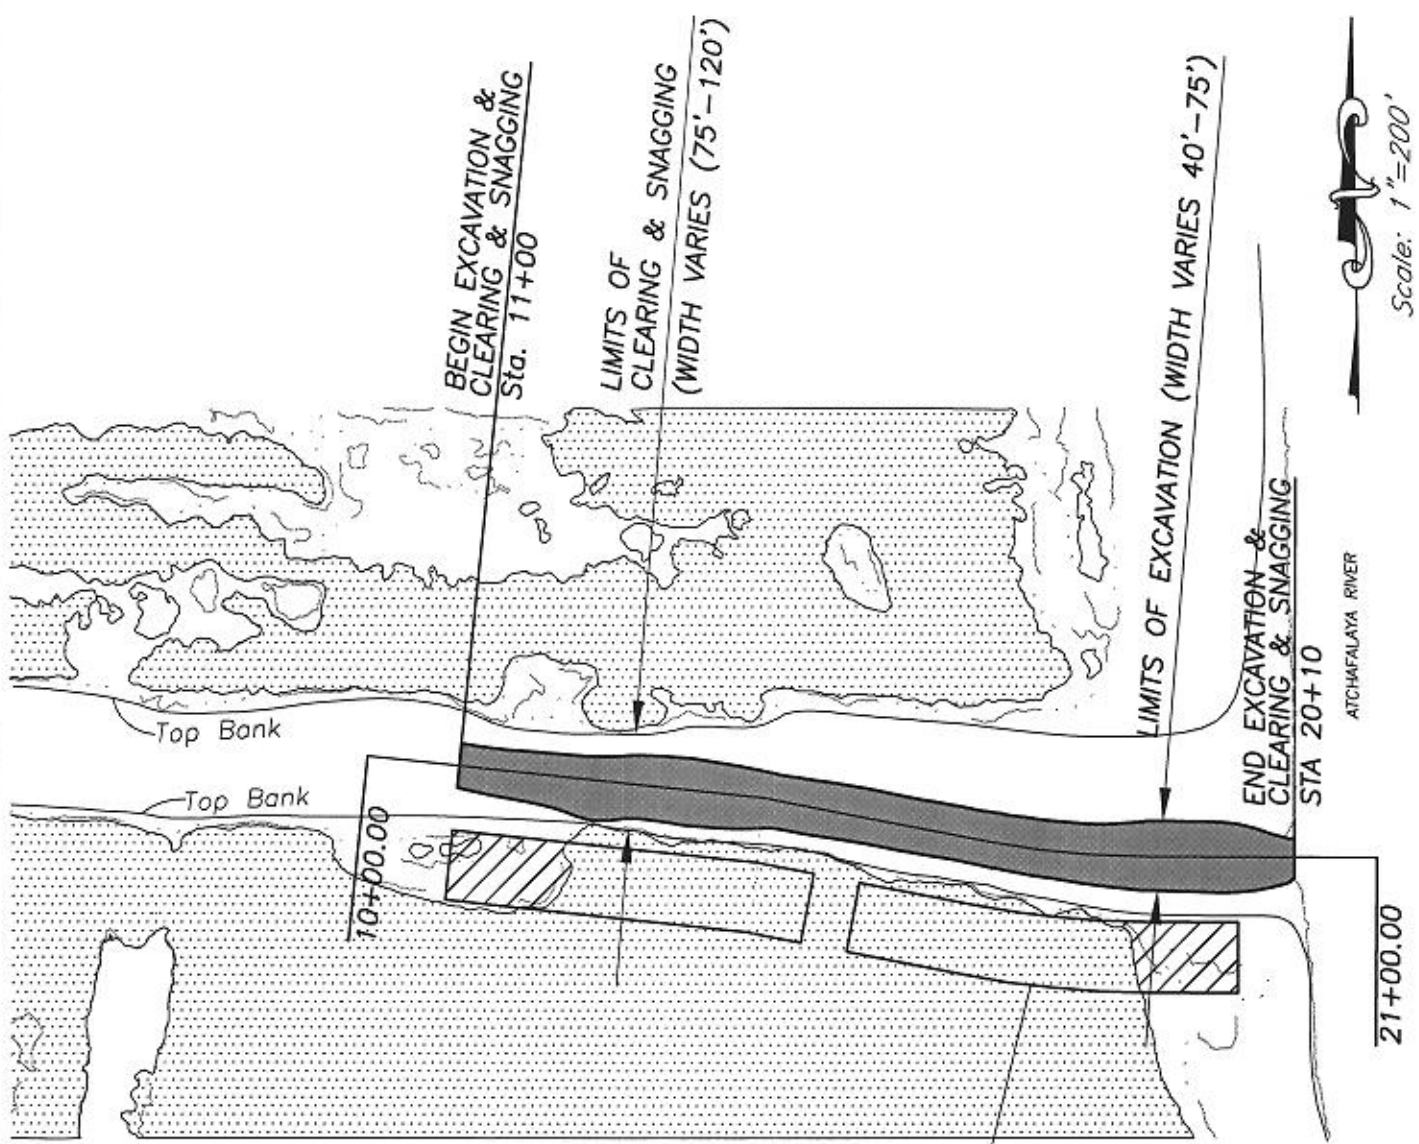 BEGIN EXCAVATION &
CLEARING & SNAGGING
Sta. 11+00
LIMITS OF
CLEARING & SNAGGING
(WIDTH VARIES (75'-120')
LIMITS OF EXCAVATION (WIDTH VARIES 40'-75')
Scale: 1"=200'
END EXCAVATION &
CLEARING & SNAGGING
STA 20+10
ATCHAFALAYA RIVER
Top Bank
Top Bank
10+00.00
21+00.00